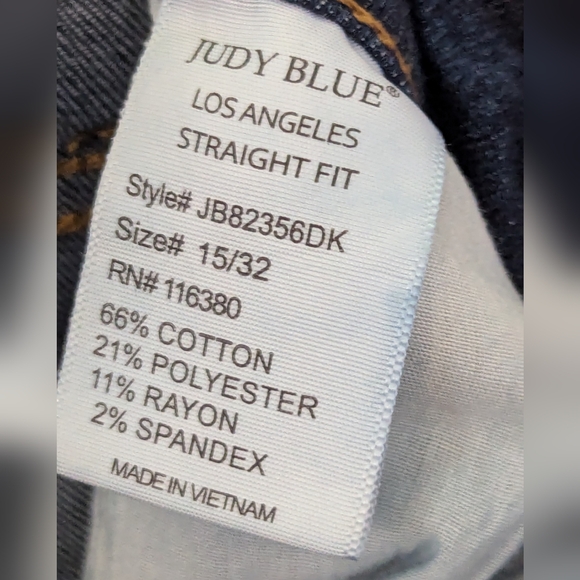 JUDY BLUE®
LOS ANGELES
STRAIGHT FIT
Style# JB82356DK
Size# 15/32
RN# 116380
66% COTTON
21% POLYESTER
11% RAYON
2% SPANDEX
MADE IN VIETNAM